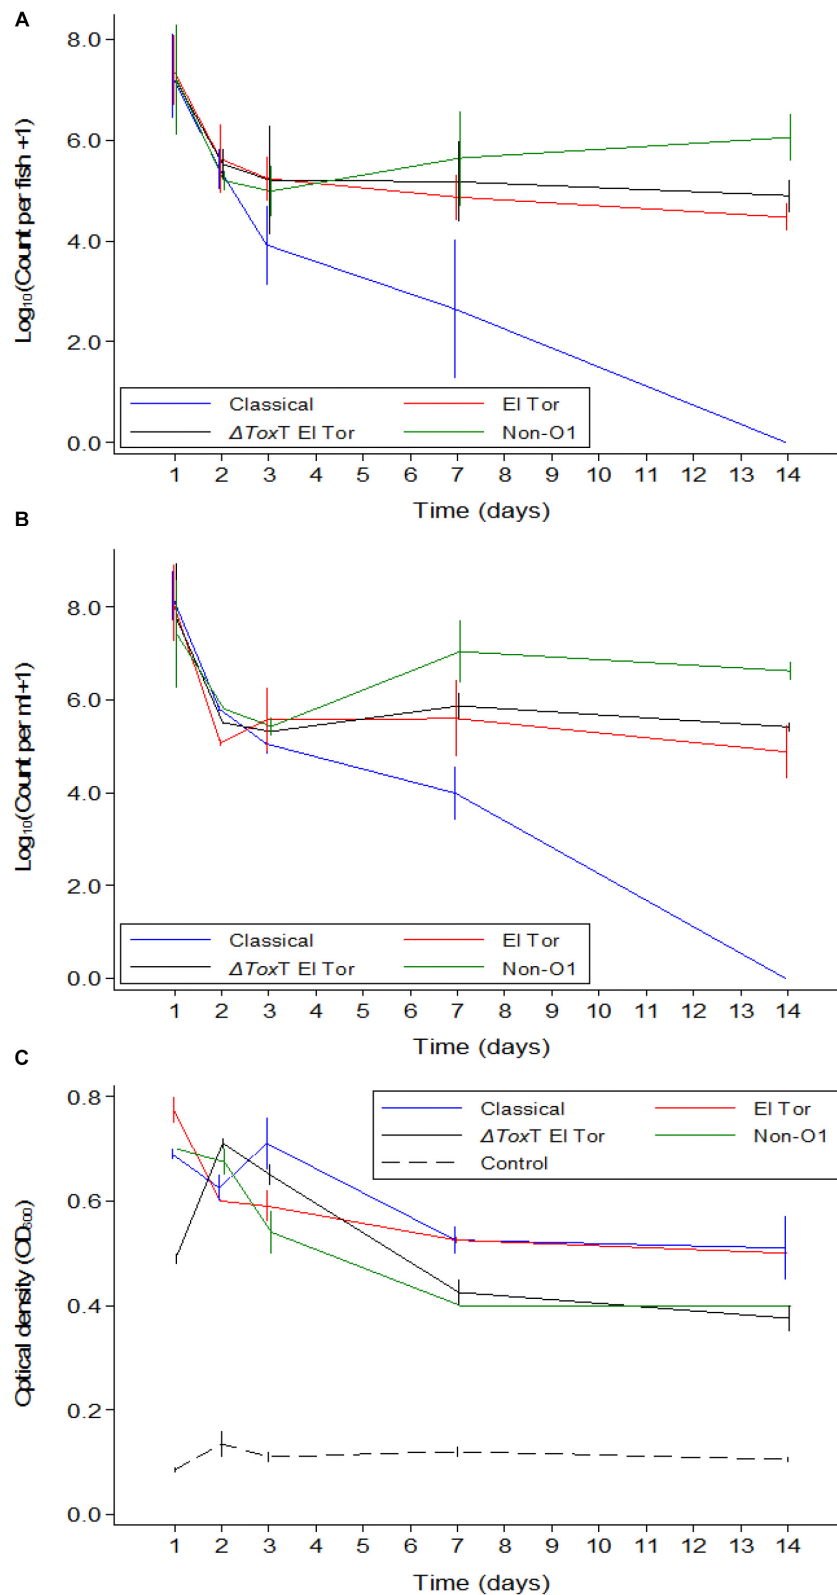 A
8.0
6.0
4.0
2.0
0.0
Log₁₀(Count per fish +1)
Classical El Tor
ΔToxT El Tor Non-O1
1 2 3 4 5 6 7 8 9 10 11 12 13 14
Time (days)
B
8.0
6.0
4.0
2.0
0.0
Log₁₀(Count per ml+1)
Classical El Tor
ΔToxT El Tor Non-O1
1 2 3 4 5 6 7 8 9 10 11 12 13 14
Time (days)
C
0.8
0.6
0.4
0.2
0.0
Optical density (OD₆₀₀)
Classical El Tor
ΔToxT El Tor Non-O1
Control
1 2 3 4 5 6 7 8 9 10 11 12 13 14
Time (days)